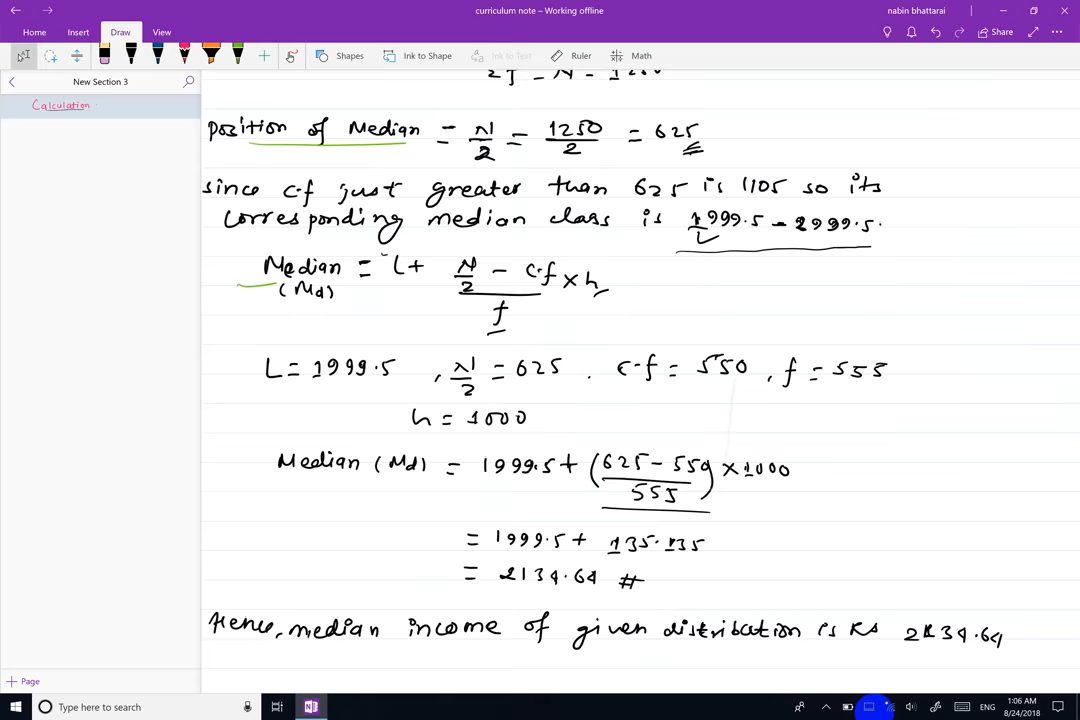 curriculum note – Working offline
nabin bhattarai
Home Insert Draw View
Share
Shapes Ink to Shape Ink to Text Ruler Math
New Section 3
Calculation
Σf = N = 1250
position of Median = N/2 = 1250/2 = 625
since c.f just greater than 625 is 1105 so its
corresponding median class is 1999.5 - 2999.5.
Median = L + N/2 - c.f × h
(Md) f
L = 1999.5 , N/2 = 625 . c.f = 550 , f = 555
h = 1000
Median (Md) = 1999.5 + (625 - 550 / 555) × 1000
= 1999.5 + 135.135
= 2134.64 #
Hence, median income of given distribution is Rs 2134.64
+ Page
Type here to search
ENG
1:06 AM
8/24/2018